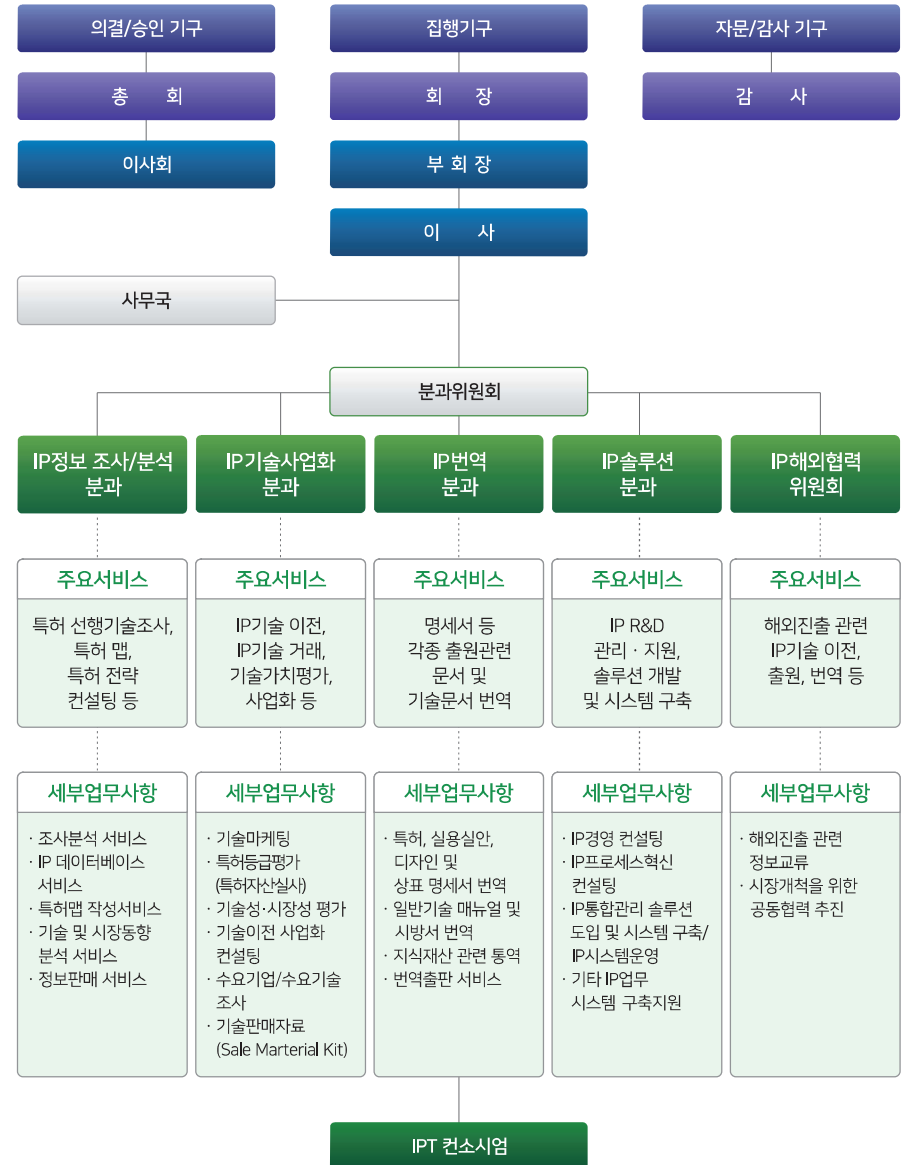 의결/승인 기구
집행기구
자문/감사 기구
총 회
회 장
감 사
이사회
부 회 장
이 사
사무국
분과위원회
IP정보 조사/분석
분과
IP기술사업화
분과
IP번역
분과
IP솔루션
분과
IP해외협력
위원회
주요서비스
특허 선행기술조사,
특허 맵,
특허 전략
컨설팅 등
주요서비스
IP기술 이전,
IP기술 거래,
기술가치평가,
사업화 등
주요서비스
명세서 등
각종 출원관련
문서 및
기술문서 번역
주요서비스
IP R&D
관리 · 지원,
솔루션 개발
및 시스템 구축
주요서비스
해외진출 관련
IP기술 이전,
출원, 번역 등
세부업무사항
· 조사분석 서비스
· IP 데이터베이스
서비스
· 특허맵 작성서비스
· 기술 및 시장동향
분석 서비스
· 정보판매 서비스
세부업무사항
· 기술마케팅
· 특허등급평가
(특허자산실사)
· 기술성·시장성 평가
· 기술이전 사업화
컨설팅
· 수요기업/수요기술
조사
· 기술판매자료
(Sale Marterial Kit)
세부업무사항
· 특허, 실용실안,
디자인 및
상표 명세서 번역
· 일반기술 매뉴얼 및
시방서 번역
· 지식재산 관련 통역
· 번역출판 서비스
세부업무사항
· IP경영 컨설팅
· IP프로세스혁신
컨설팅
· IP통합관리 솔루션
도입 및 시스템 구축/
IP시스템운영
· 기타 IP업무
시스템 구축지원
세부업무사항
· 해외진출 관련
정보교류
· 시장개척을 위한
공동협력 추진
IPT 컨소시엄